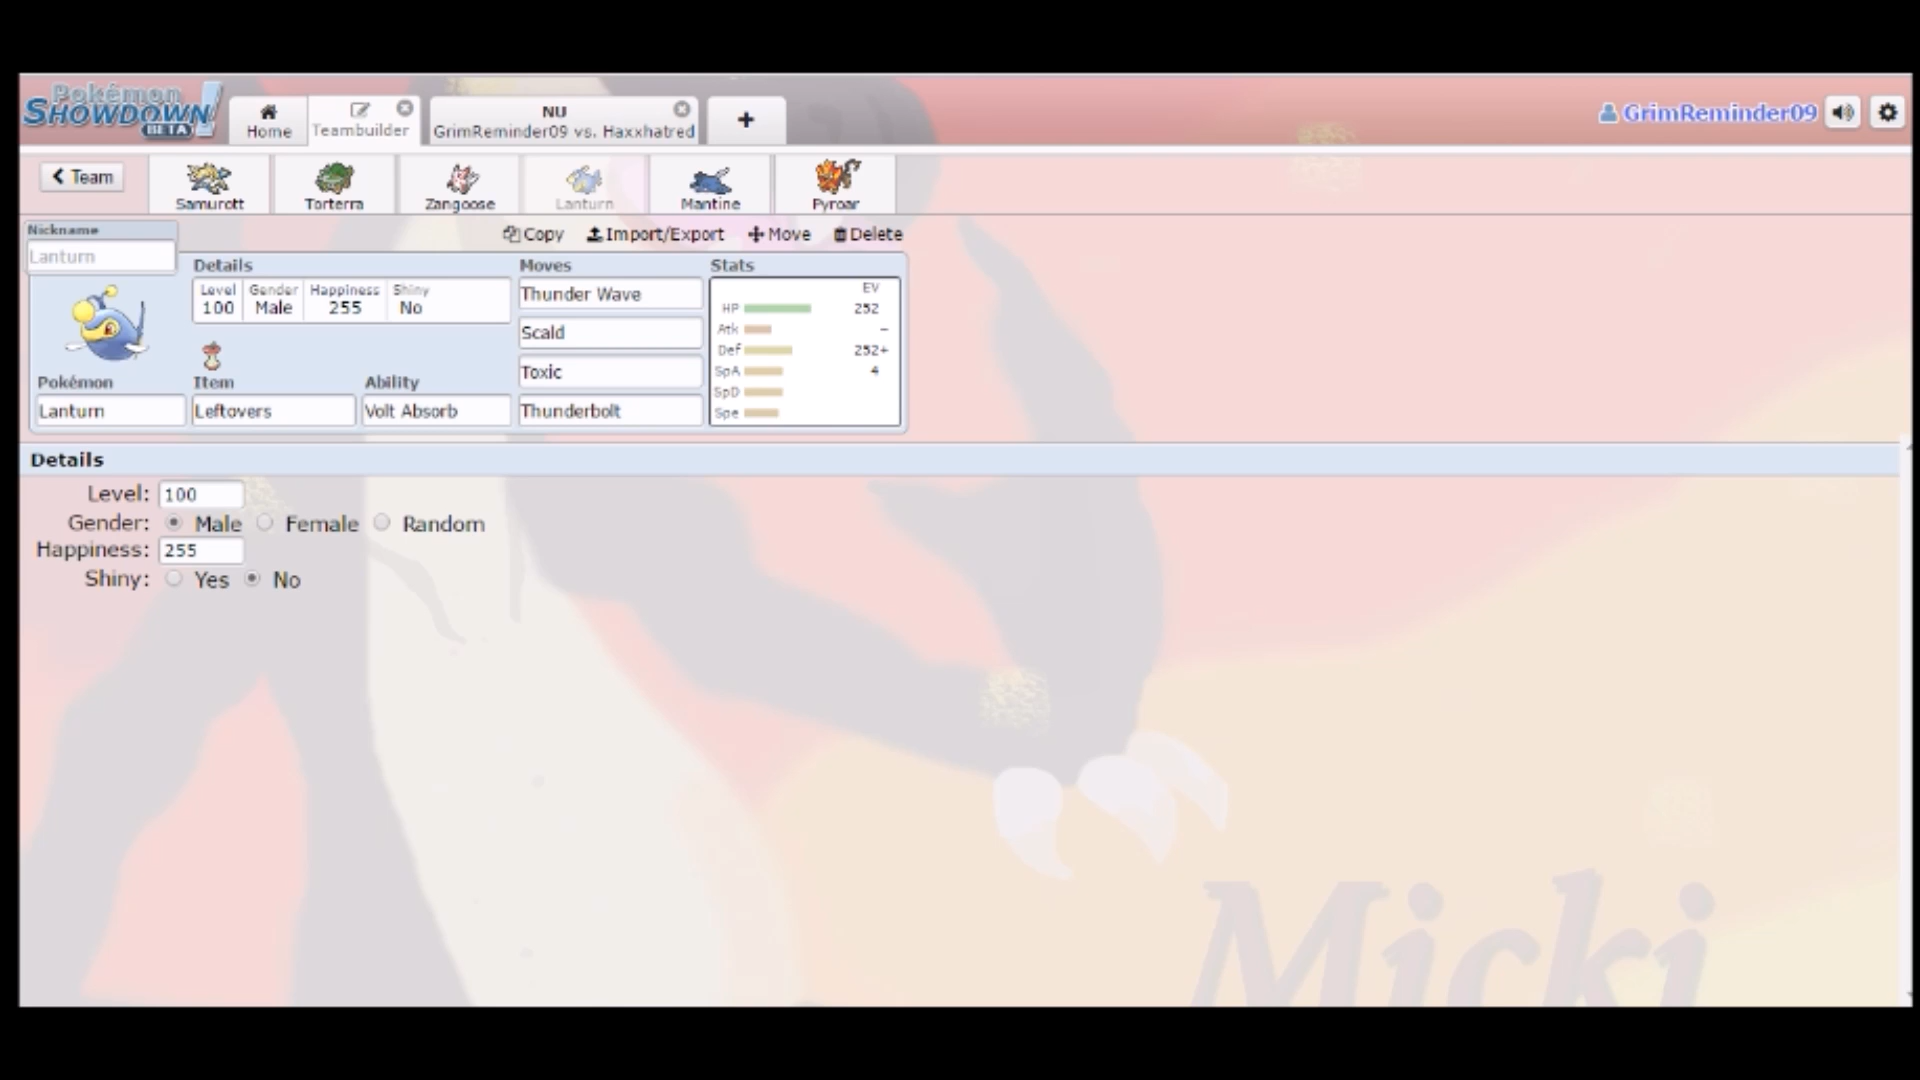 Pokémon
SHOWDOWN!
BETA
Home
Teambuilder
NU
GrimReminder09 vs. Haxxhatred
+
GrimReminder09
Team
Samurott
Torterra
Zangoose
Lanturn
Mantine
Pyroar
Nickname
Lanturn
Copy
Import/Export
Move
Delete
Details
Level Gender Happiness Shiny
100 Male 255 No
Pokémon
Lanturn
Item
Leftovers
Ability
Volt Absorb
Moves
Thunder Wave
Scald
Toxic
Thunderbolt
Stats
EV
HP 252
Atk –
Def 252+
SpA 4
SpD
Spe
Details
Level: 100
Gender: Male Female Random
Happiness: 255
Shiny: Yes No
Micki